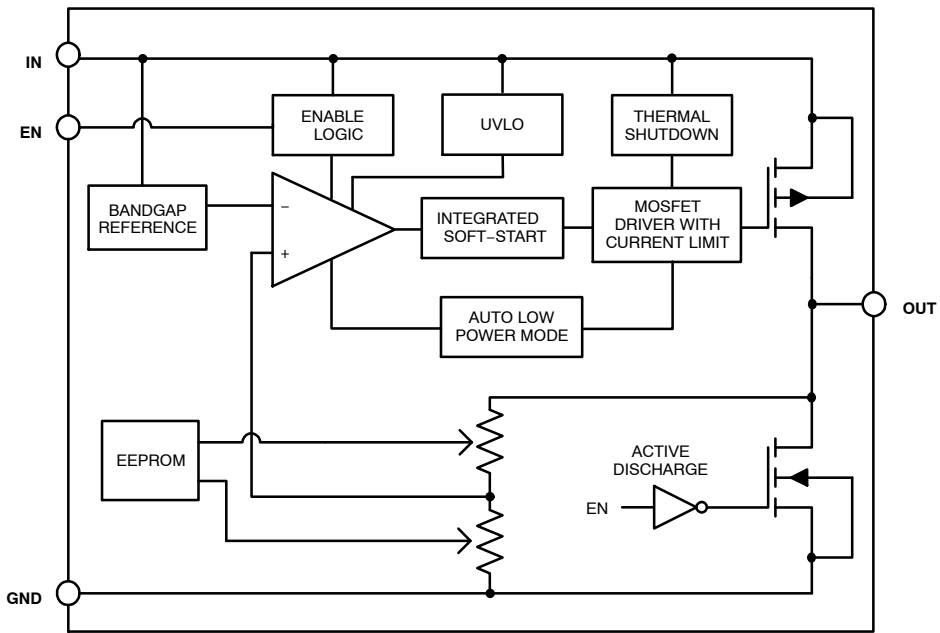 IN
EN
ENABLE
LOGIC
UVLO
THERMAL
SHUTDOWN
BANDGAP
REFERENCE
−
+
INTEGRATED
SOFT−START
MOSFET
DRIVER WITH
CURRENT LIMIT
AUTO LOW
POWER MODE
OUT
EEPROM
ACTIVE
DISCHARGE
EN
GND